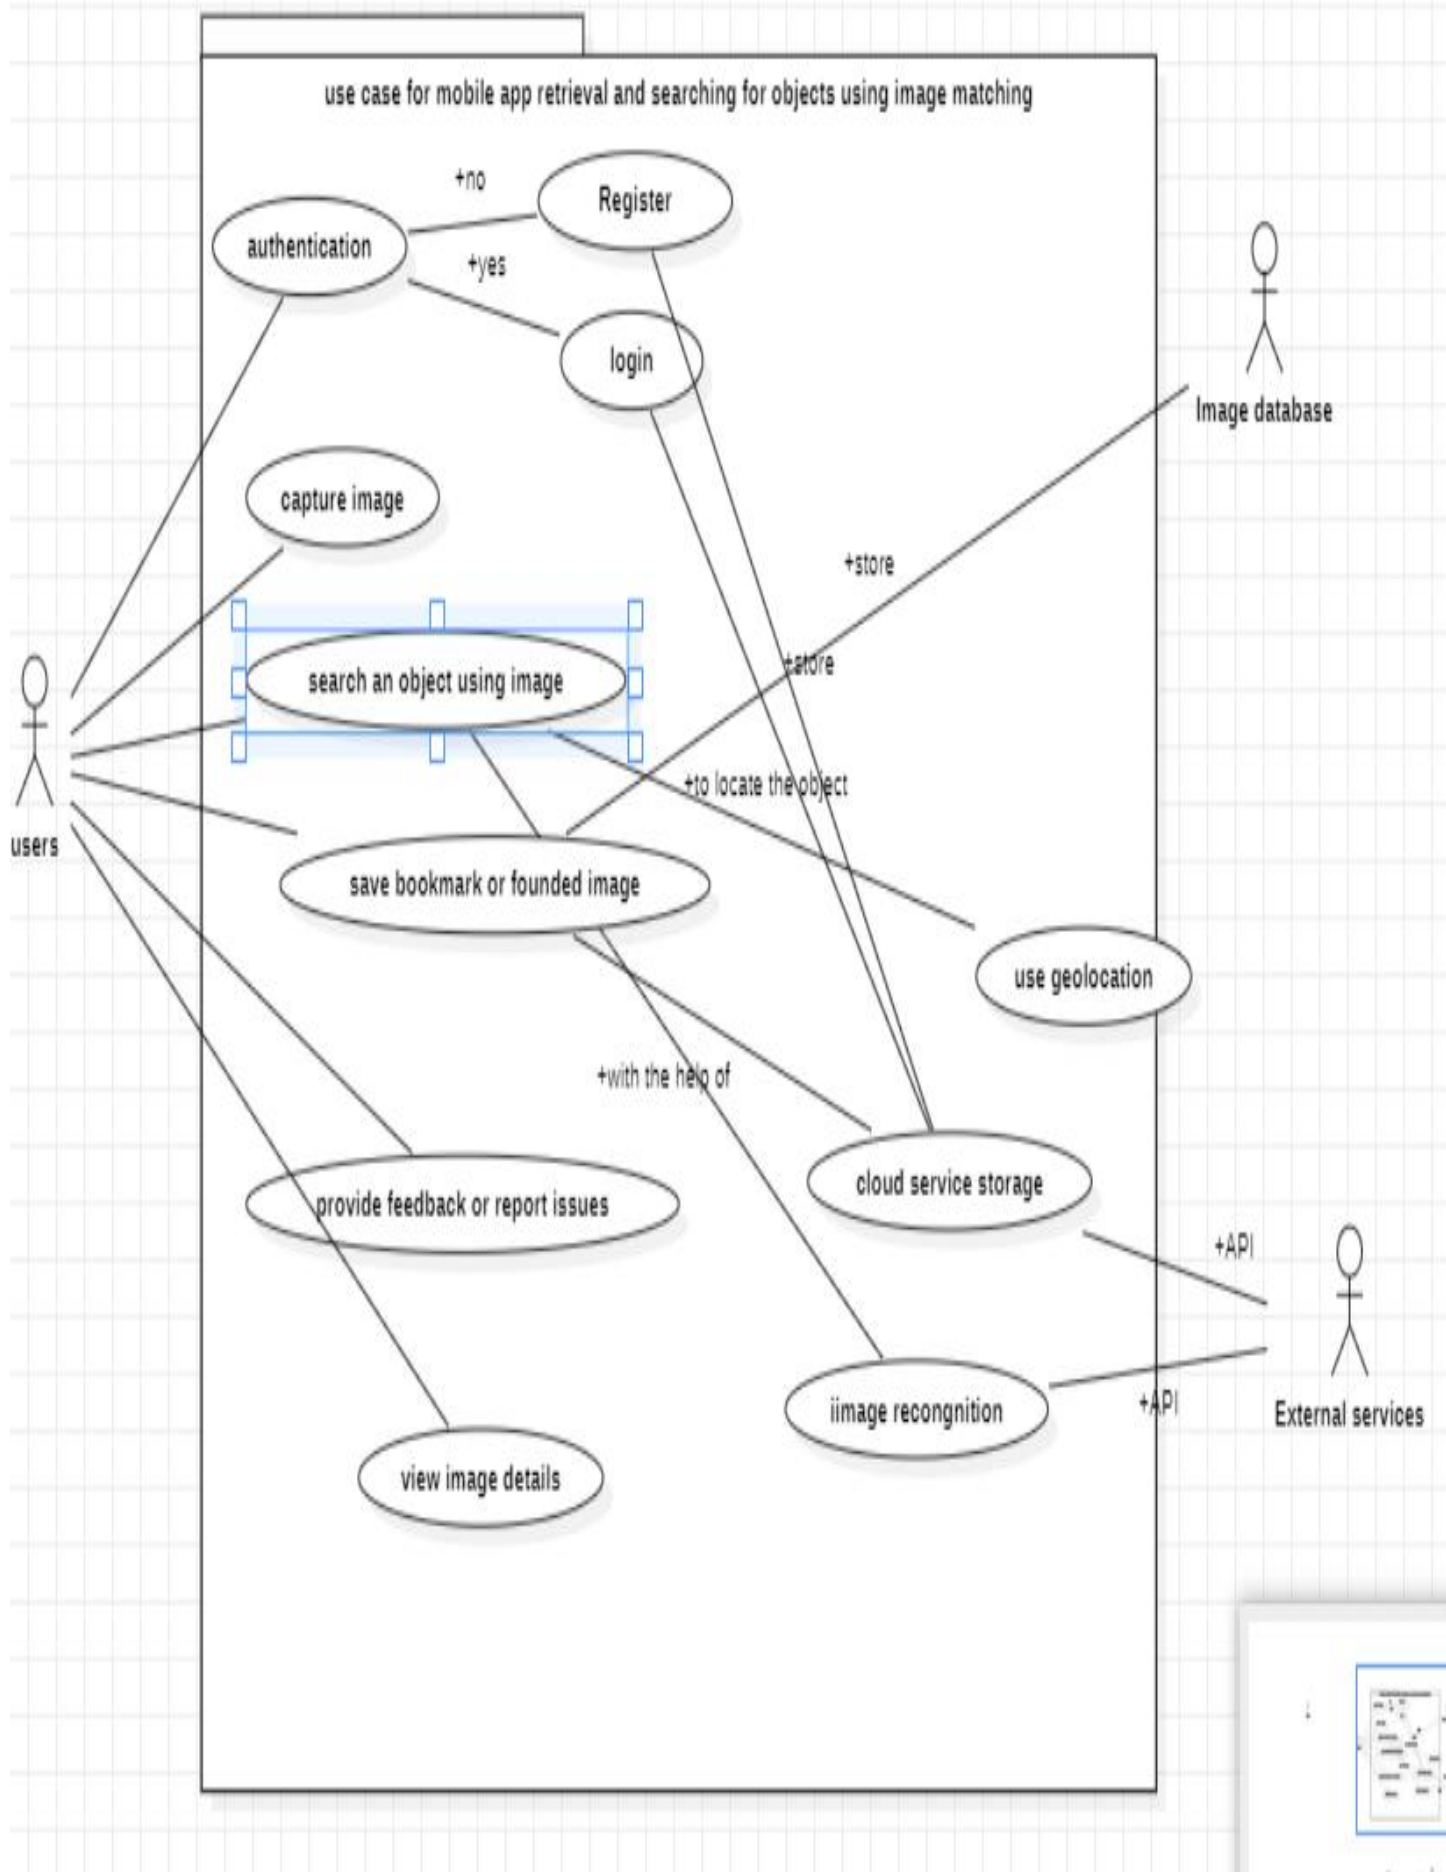 use case for mobile app retrieval and searching for objects using image matching
+no
Register
authentication
+yes
login
Image database
capture image
+store
+store
search an object using image
+to locate the object
users
save bookmark or founded image
use geolocation
+with the help of
cloud service storage
provide feedback or report issues
+API
+API
iimage recongnition
External services
view image details